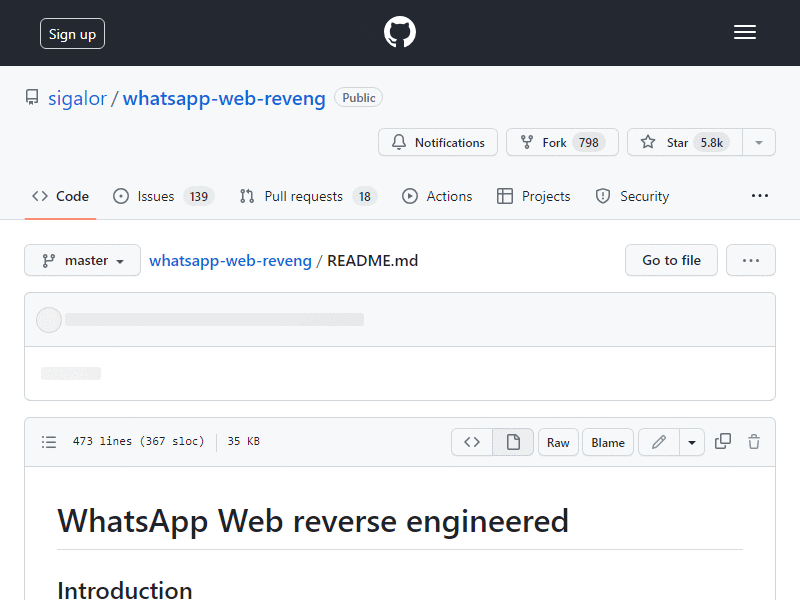 Sign up
sigalor / whatsapp-web-reveng Public
Notifications Fork 798 Star 5.8k
Code Issues 139 Pull requests 18 Actions Projects Security ...
master whatsapp-web-reveng / README.md Go to file ...
473 lines (367 sloc) 35 KB Raw Blame
WhatsApp Web reverse engineered
Introduction